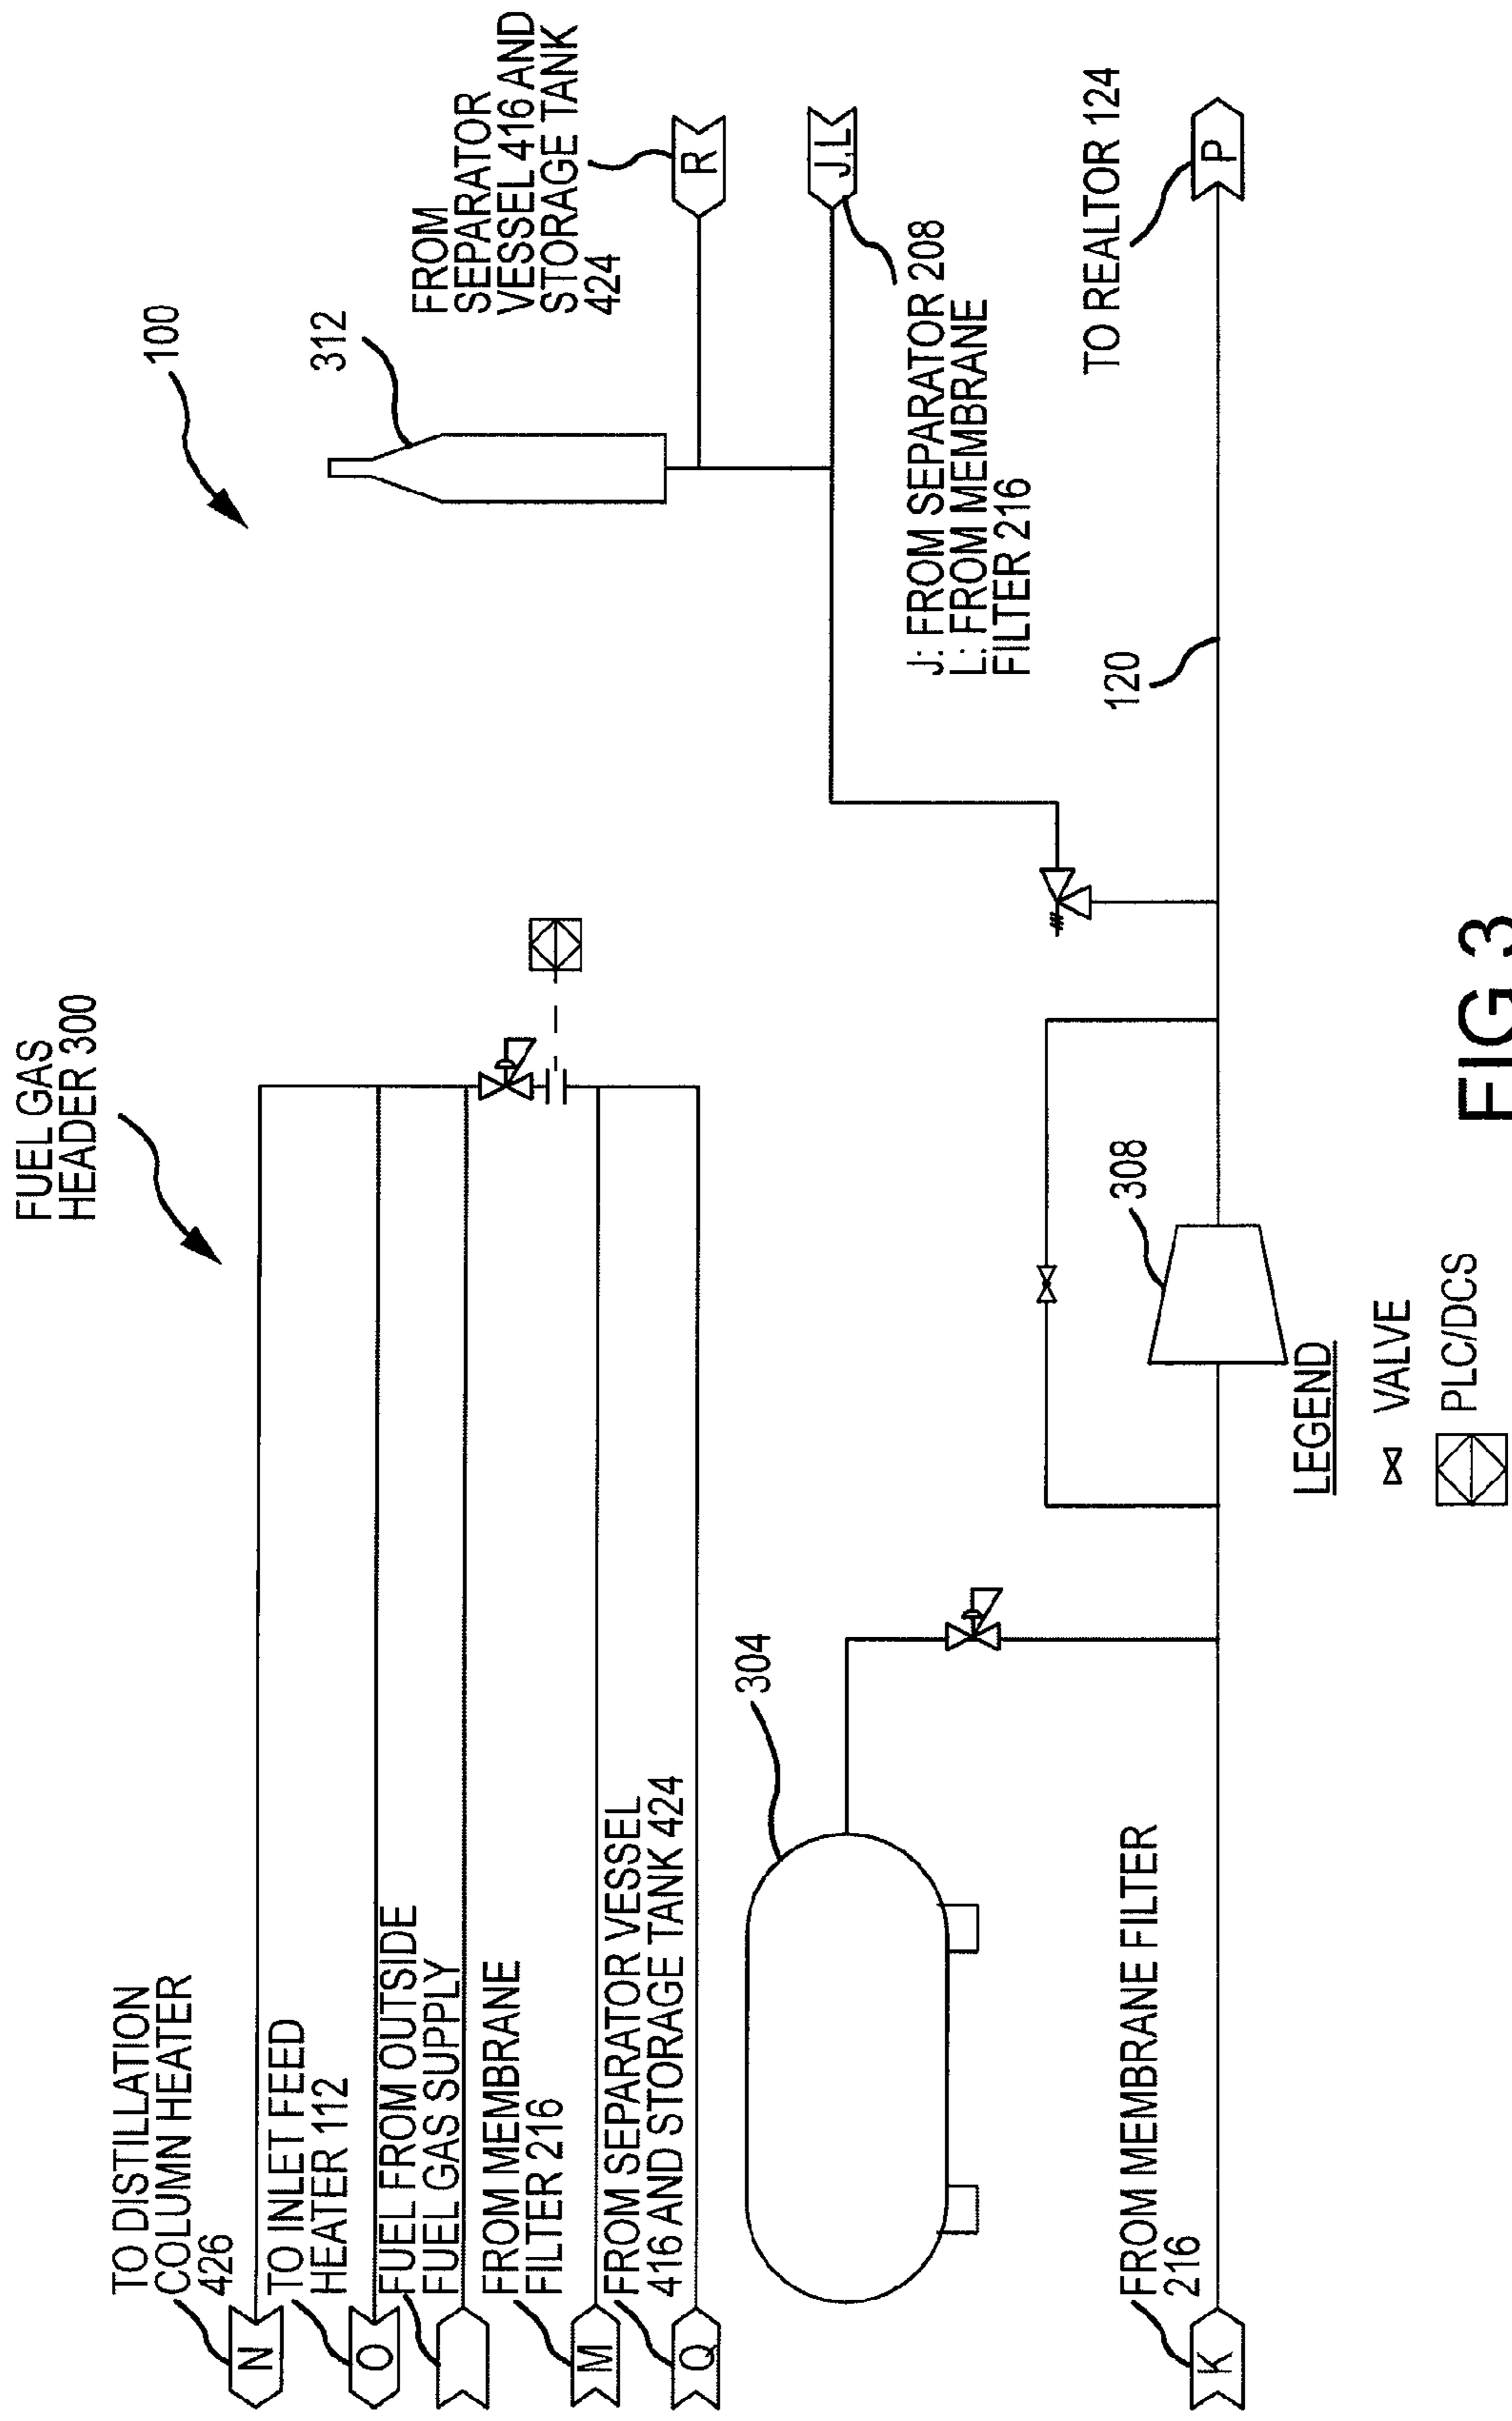 100
FUEL GAS
HEADER 300
312
FROM
SEPARATOR
VESSEL 416 AND
STORAGE TANK
424
R
J,L
J: FROM SEPARATOR 208
L: FROM MEMBRANE
FILTER 216
TO DISTILLATION
COLUMN HEATER
426
N
TO INLET FEED
HEATER 112
O
FUEL FROM OUTSIDE
FUEL GAS SUPPLY
FROM MEMBRANE
FILTER 216
M
FROM SEPARATOR VESSEL
416 AND STORAGE TANK 424
Q
304
FROM MEMBRANE FILTER
216
K
308
120
TO REALTOR 124
P
LEGEND
VALVE
PLC/DCS
FIG 3